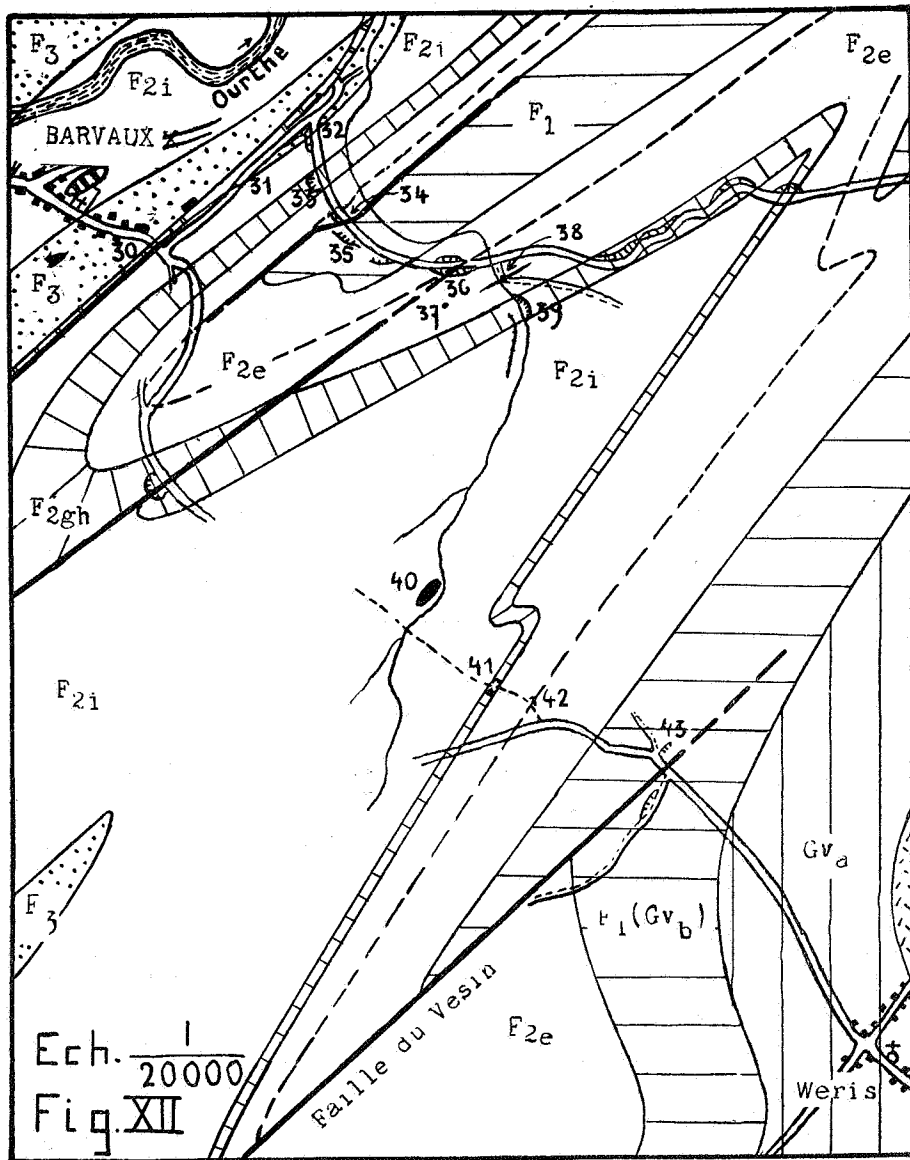 F3
F2i
Ourthe
F2i
F2e
BARVAUX
F1
32
31
33
34
30
35
38
F3
36
37
39
F2e
F2i
F2gh
40
F2i
41
42
43
Gva
F3
F1(Gvb)
F2e
Faille du Vesin
Weris
Ech. 1/20000
Fig.XII